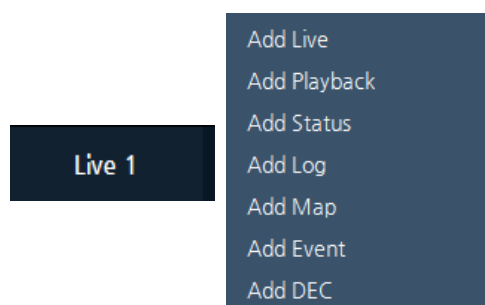 Live 1
Add Live
Add Playback
Add Status
Add Log
Add Map
Add Event
Add DEC